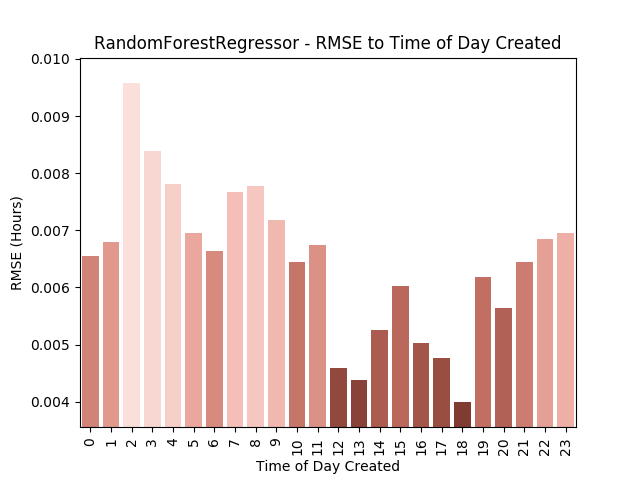 RandomForestRegressor - RMSE to Time of Day Created
0.010
0.009
0.008
0.007
0.006
0.005
0.004
RMSE (Hours)
0 1 2 3 4 5 6 7 8 9 10 11 12 13 14 15 16 17 18 19 20 21 22 23
Time of Day Created